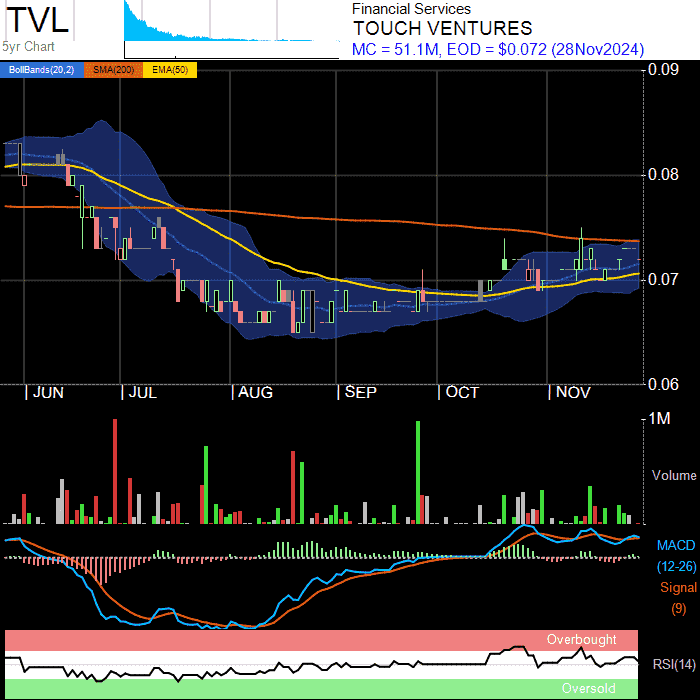 TVL
5yr Chart
Financial Services
TOUCH VENTURES
MC = 51.1M, EOD = $0.072 (28Nov2024)
BollBands(20,2) SMA(200) EMA(50)
0.09
0.08
0.07
0.06
JUN JUL AUG SEP OCT NOV
1M
Volume
MACD
(12-26)
Signal
(9)
Overbought
RSI(14)
Oversold